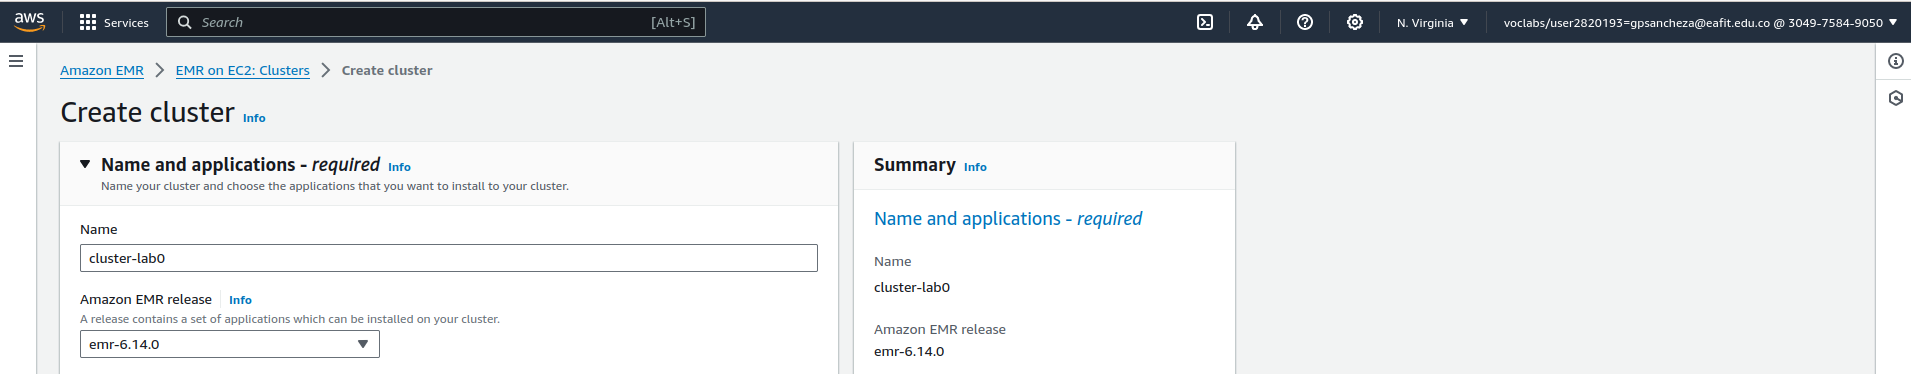 aws Services Search [Alt+S] N. Virginia voclabs/user2820193=gpsancheza@eafit.edu.co @ 3049-7584-9050
Amazon EMR EMR on EC2: Clusters Create cluster
Create cluster Info
Name and applications - required Info
Name your cluster and choose the applications that you want to install to your cluster.
Name
cluster-lab0
Amazon EMR release Info
A release contains a set of applications which can be installed on your cluster.
emr-6.14.0
Summary Info
Name and applications - required
Name
cluster-lab0
Amazon EMR release
emr-6.14.0